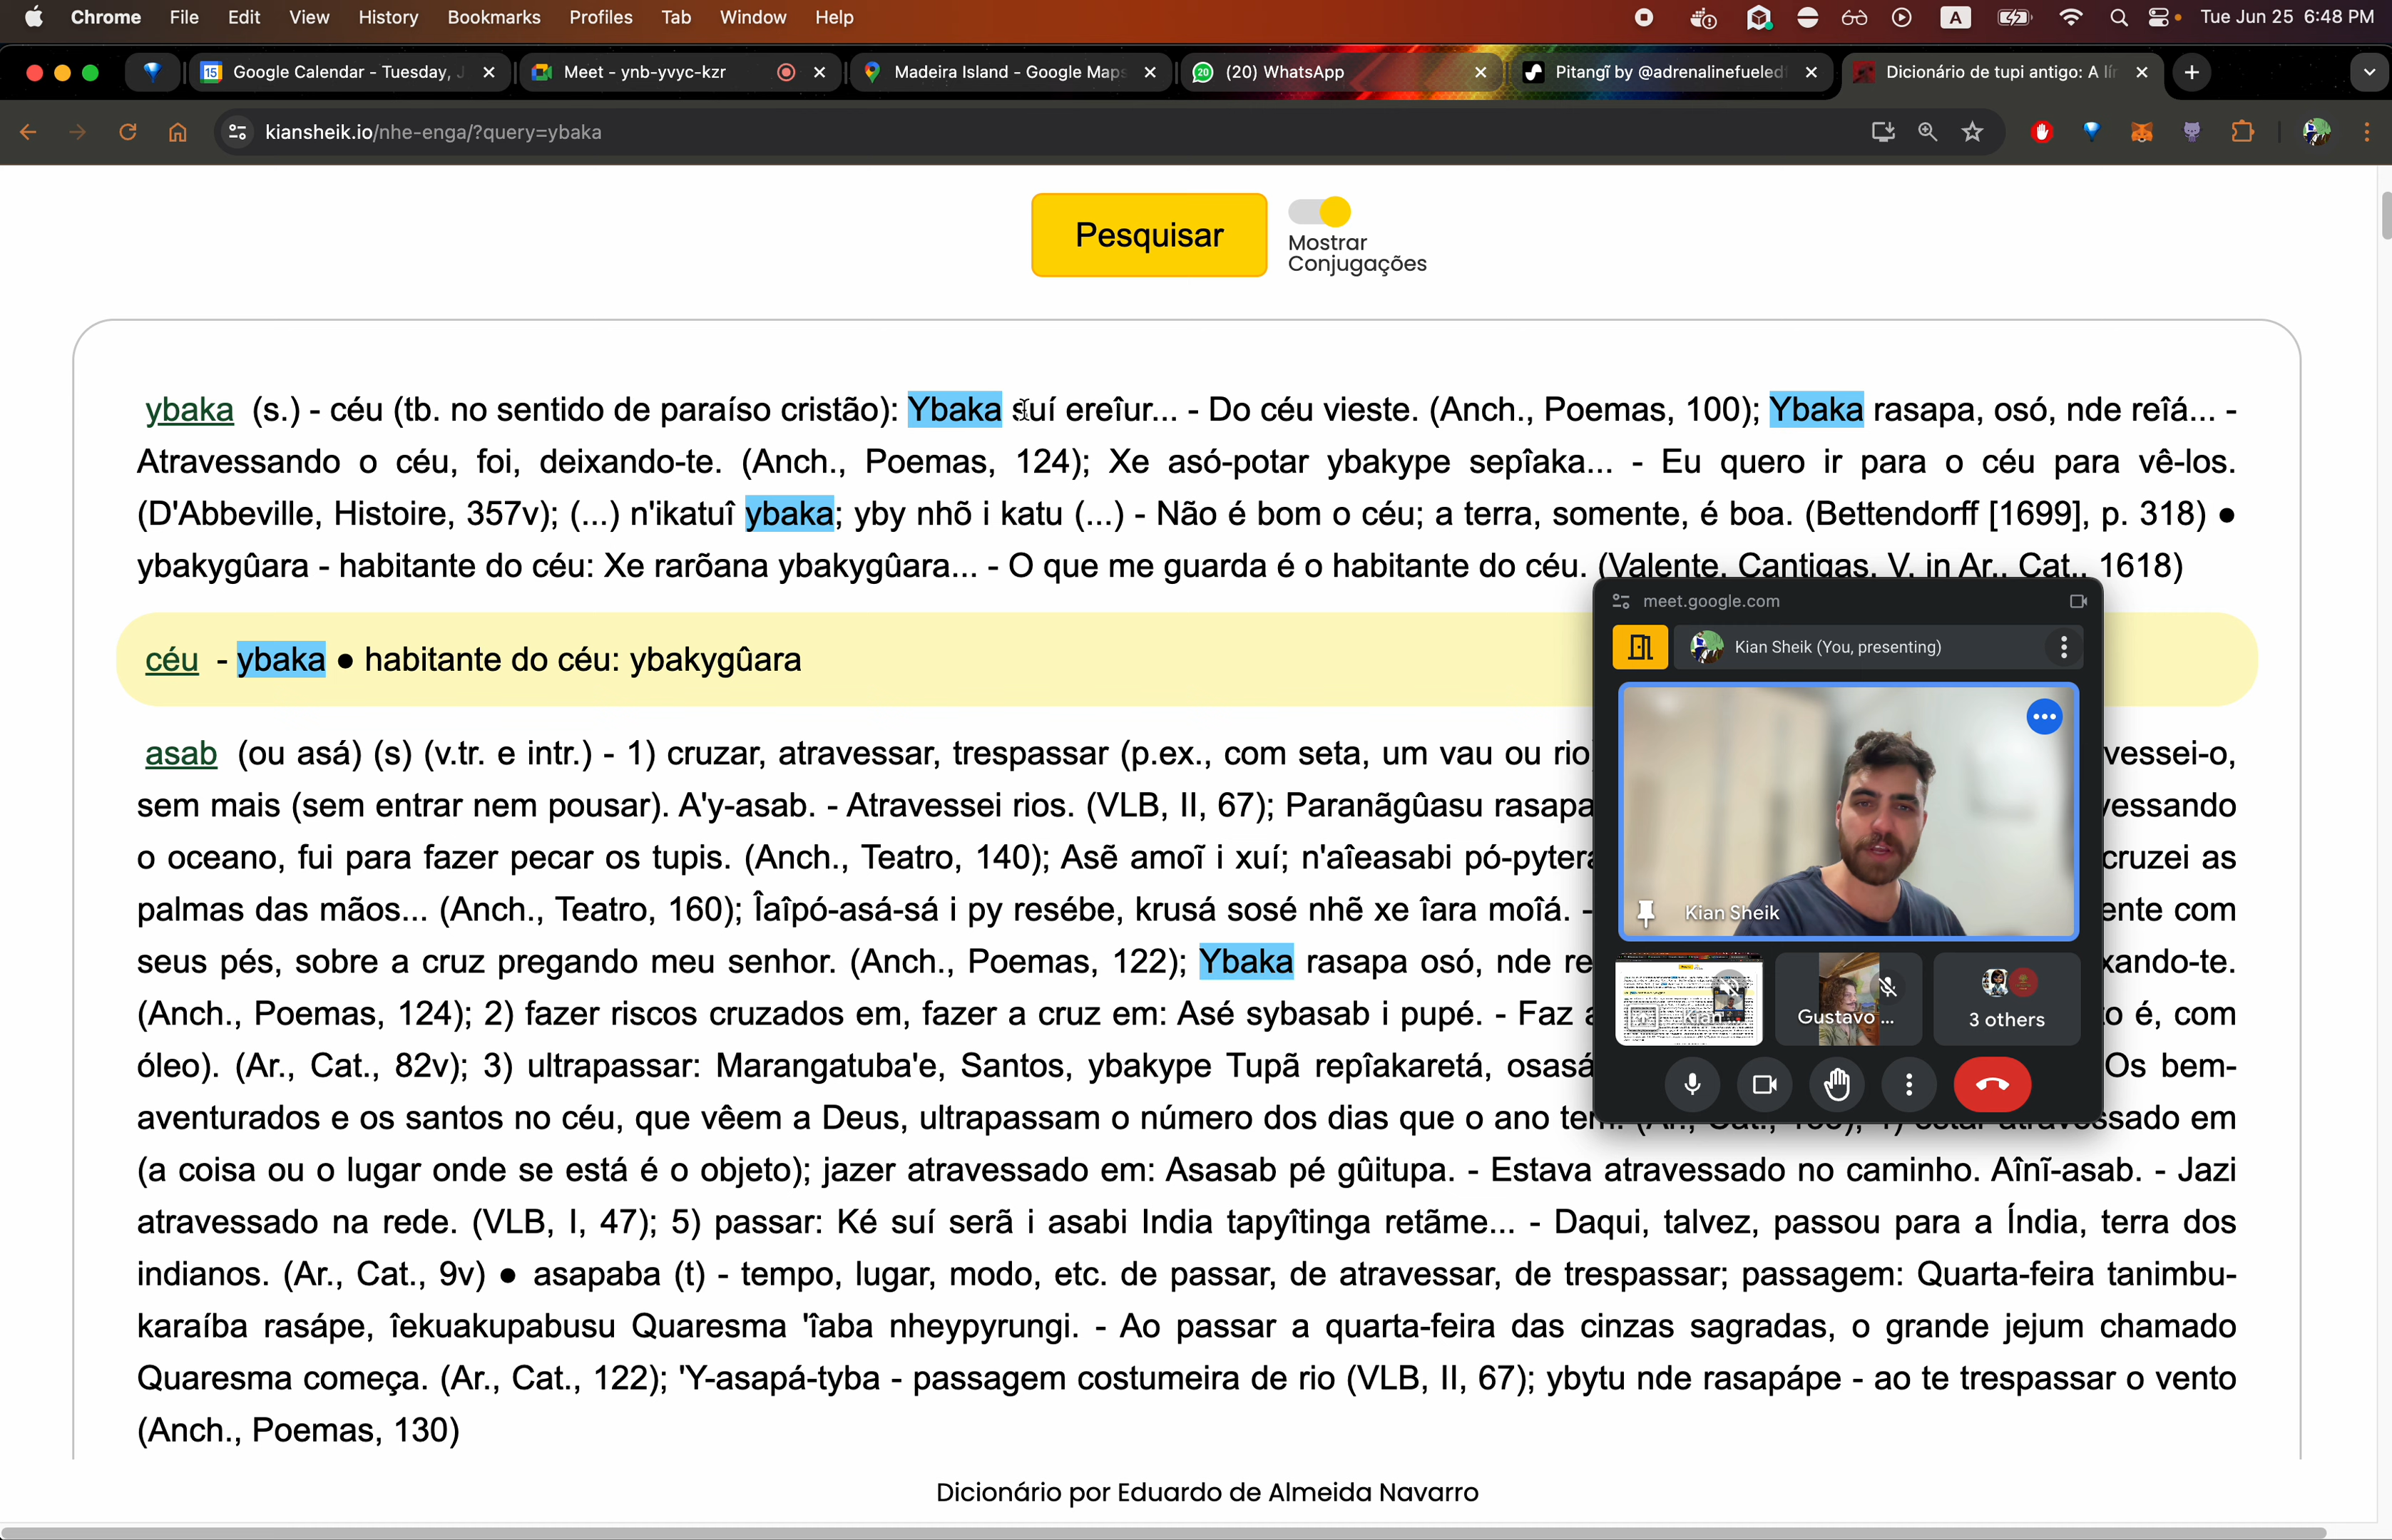 Chrome File Edit View History Bookmarks Profiles Tab Window Help A Tue Jun 25 6:48 PM
15 Google Calendar - Tuesday, J Meet - ynb-yvyc-kzr Madeira Island - Google Maps 20 (20) WhatsApp Pitangĩ by @adrenalinefueled Dicionário de tupi antigo: A lír
kiansheik.io/nhe-enga/?query=ybaka
Pesquisar
Mostrar
Conjugações
ybaka (s.) - céu (tb. no sentido de paraíso cristão): Ybaka suí ereîur... - Do céu vieste. (Anch., Poemas, 100); Ybaka rasapa, osó, nde reîá... -
Atravessando o céu, foi, deixando-te. (Anch., Poemas, 124); Xe asó-potar ybakype sepîaka... - Eu quero ir para o céu para vê-los.
(D'Abbeville, Histoire, 357v); (...) n'ikatuî ybaka; yby nhõ i katu (...) - Não é bom o céu; a terra, somente, é boa. (Bettendorff [1699], p. 318) ●
ybakygûara - habitante do céu: Xe rarõana ybakygûara... - O que me guarda é o habitante do céu. (Valente, Cantigas, V, in Ar., Cat., 1618)
céu - ybaka ● habitante do céu: ybakygûara
asab (ou asá) (s) (v.tr. e intr.) - 1) cruzar, atravessar, trespassar (p.ex., com seta, um vau ou rio vessei-o,
sem mais (sem entrar nem pousar). A'y-asab. - Atravessei rios. (VLB, II, 67); Paranãgûasu rasapa vessando
o oceano, fui para fazer pecar os tupis. (Anch., Teatro, 140); Asẽ amoĩ i xuí; n'aîeasabi pó-pytera cruzei as
palmas das mãos... (Anch., Teatro, 160); Îaîpó-asá-sá i py resébe, krusá sosé nhẽ xe îara moîá. - ente com
seus pés, sobre a cruz pregando meu senhor. (Anch., Poemas, 122); Ybaka rasapa osó, nde re xando-te.
(Anch., Poemas, 124); 2) fazer riscos cruzados em, fazer a cruz em: Asé sybasab i pupé. - Faz a o é, com
óleo). (Ar., Cat., 82v); 3) ultrapassar: Marangatuba'e, Santos, ybakype Tupã repîakaretá, osasá Os bem-
aventurados e os santos no céu, que vêem a Deus, ultrapassam o número dos dias que o ano tem. (Ar., Cat., ssado em
(a coisa ou o lugar onde se está é o objeto); jazer atravessado em: Asasab pé gûitupa. - Estava atravessado no caminho. Aînĩ-asab. - Jazi
atravessado na rede. (VLB, I, 47); 5) passar: Ké suí serã i asabi India tapyîtinga retãme... - Daqui, talvez, passou para a Índia, terra dos
indianos. (Ar., Cat., 9v) ● asapaba (t) - tempo, lugar, modo, etc. de passar, de atravessar, de trespassar; passagem: Quarta-feira tanimbu-
karaíba rasápe, îekuakupabusu Quaresma 'îaba nheypyrungi. - Ao passar a quarta-feira das cinzas sagradas, o grande jejum chamado
Quaresma começa. (Ar., Cat., 122); 'Y-asapá-tyba - passagem costumeira de rio (VLB, II, 67); ybytu nde rasapápe - ao te trespassar o vento
(Anch., Poemas, 130)
Dicionário por Eduardo de Almeida Navarro
meet.google.com
Kian Sheik (You, presenting)
Kian Sheik
Kian
Gustavo ...
3 others